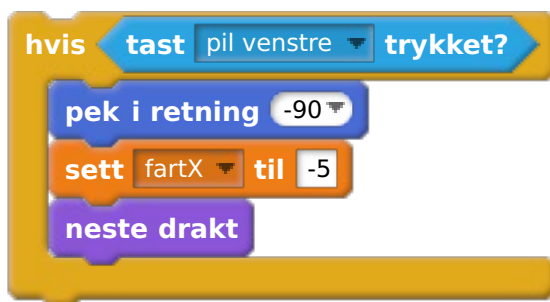 hvis tast pil venstre trykket?
pek i retning -90
sett fartX til -5
neste drakt